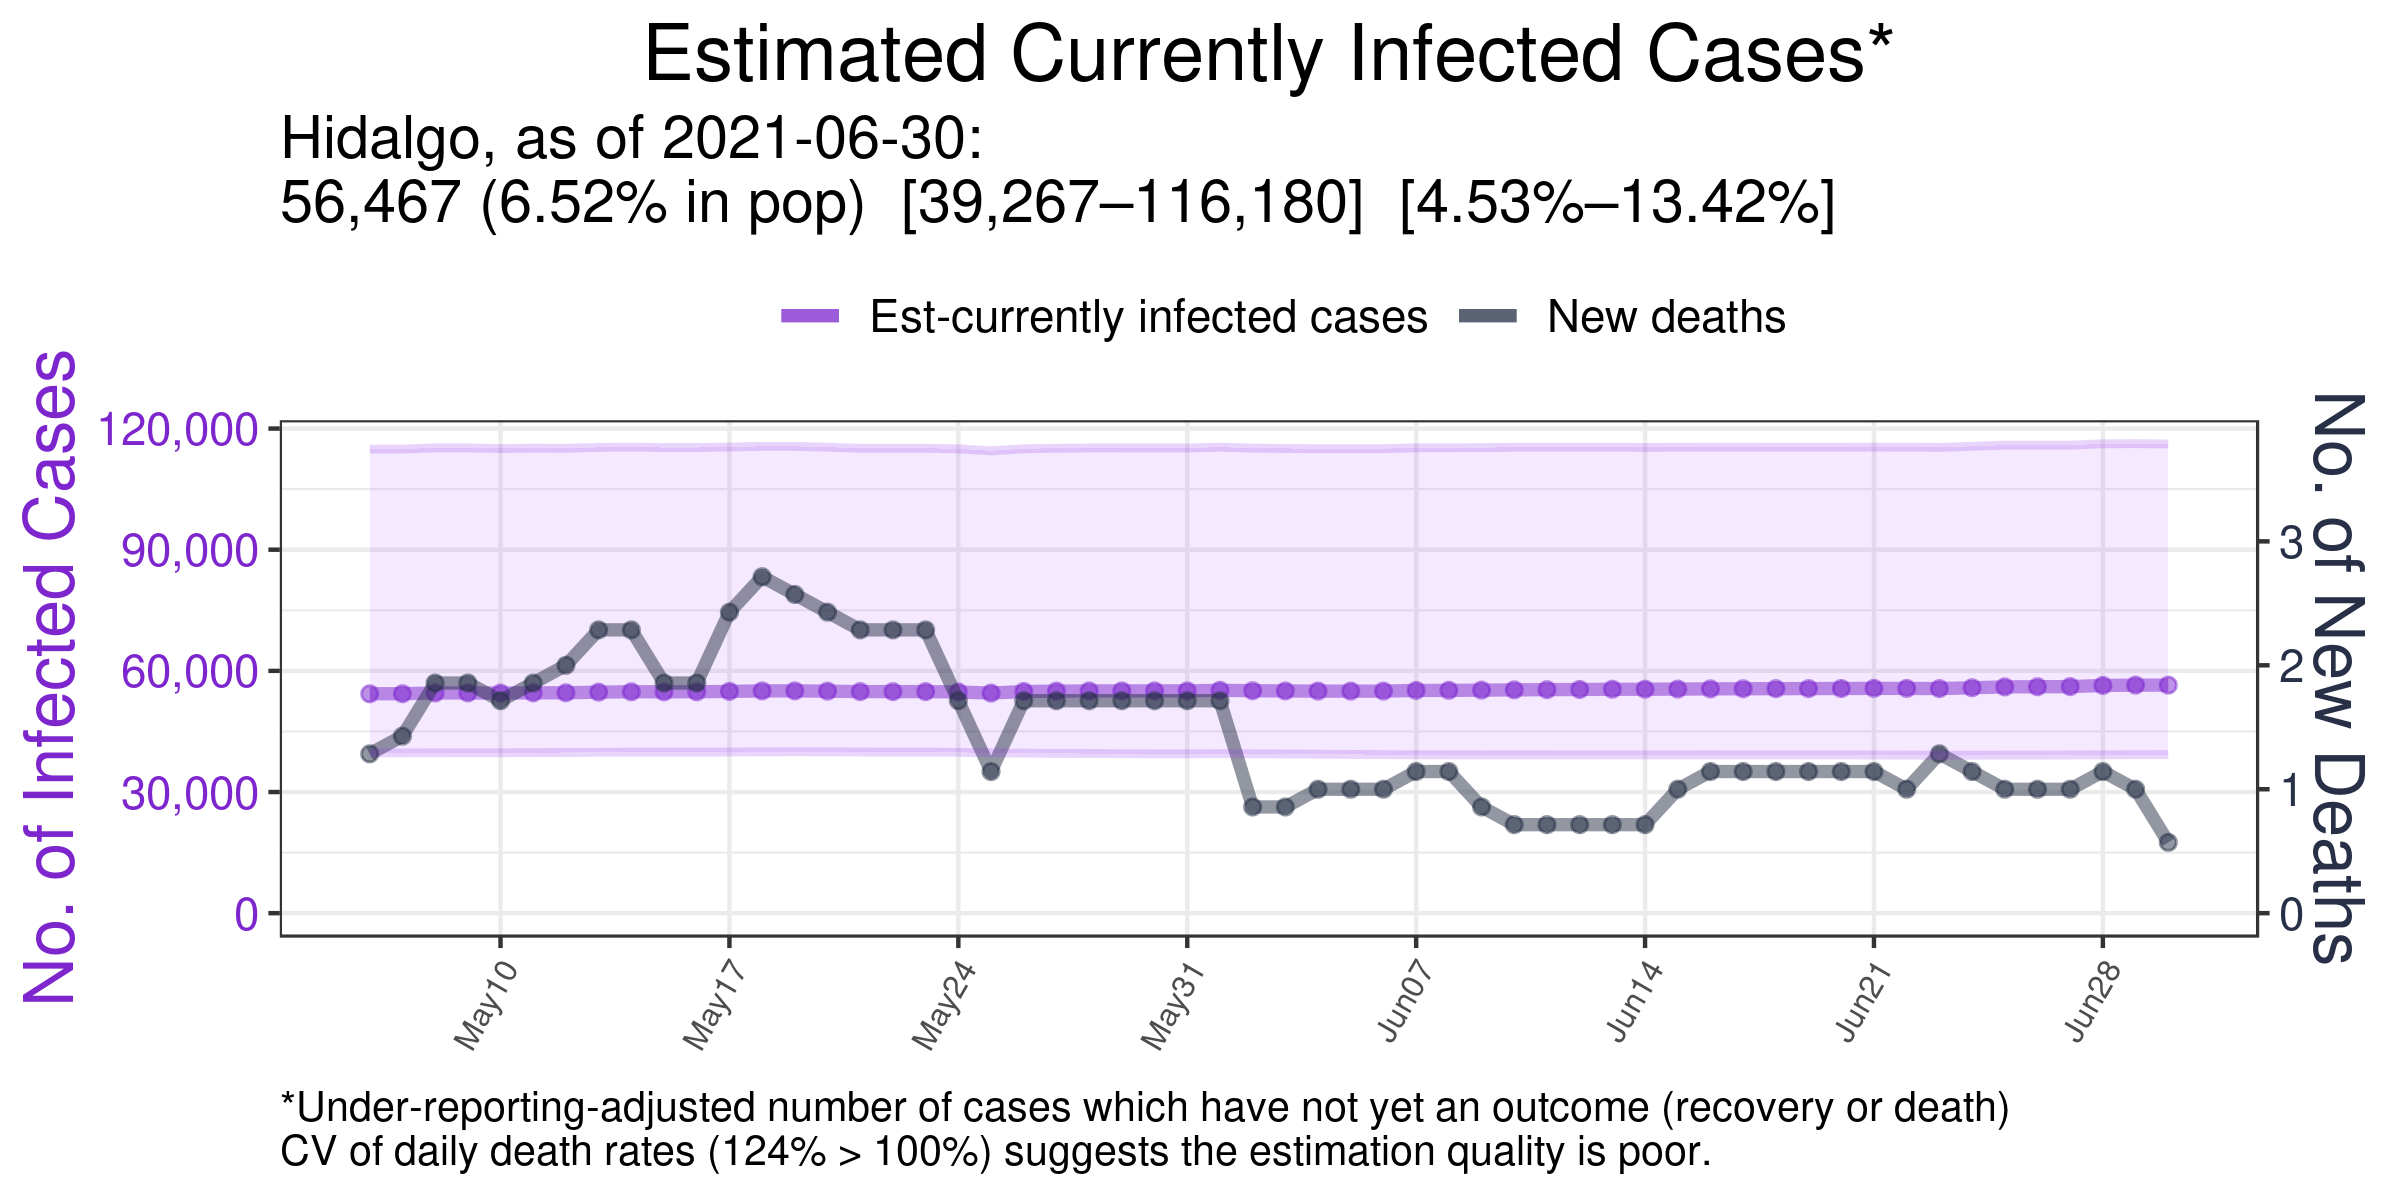 Estimated Currently Infected Cases*
Hidalgo, as of 2021-06-30:
56,467 (6.52% in pop)  [39,267–116,180]  [4.53%–13.42%]
Est-currently infected cases
New deaths
No. of Infected Cases
120,000
90,000
60,000
30,000
0
No. of New Deaths
3
2
1
0
May10
May17
May24
May31
Jun07
Jun14
Jun21
Jun28
*Under-reporting-adjusted number of cases which have not yet an outcome (recovery or death)
CV of daily death rates (124% > 100%) suggests the estimation quality is poor.